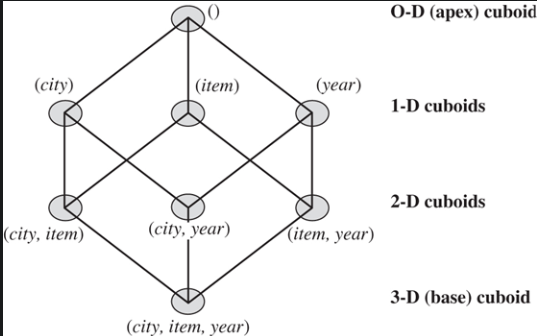 () O-D (apex) cuboid
(city) (item) (year)
1-D cuboids
2-D cuboids
(city, item) (city, year) (item, year)
3-D (base) cuboid
(city, item, year)